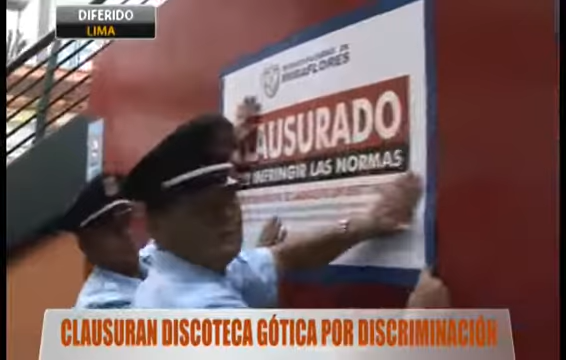 DIFERIDO
LIMA
MIRAFLORES
CLAUSURADO
INFRINGIR LAS NORMAS
CLAUSURAN DISCOTECA GÓTICA POR DISCRIMINACIÓN